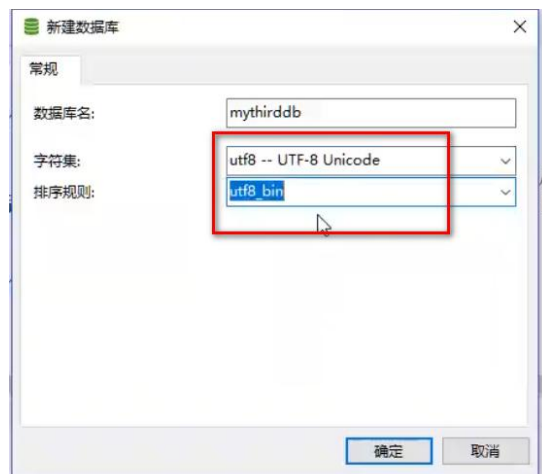 新建数据库
常规
数据库名: mythirddb
字符集: utf8 -- UTF-8 Unicode
排序规则: utf8_bin
确定 取消